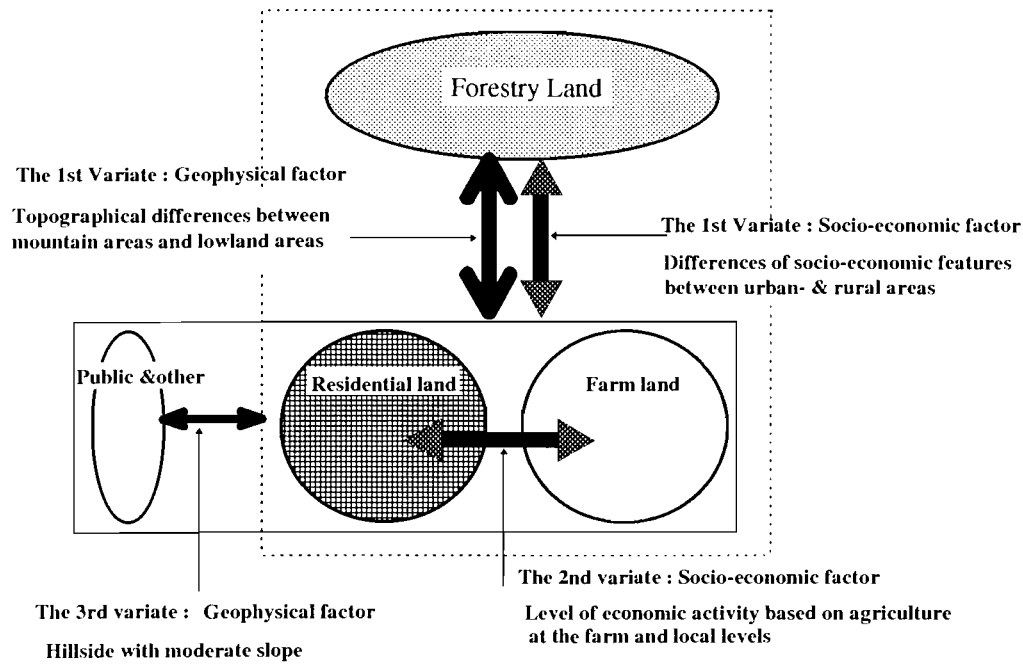 Forestry Land
The 1st Variate : Geophysical factor
Topographical differences between
mountain areas and lowland areas
The 1st Variate : Socio-economic factor
Differences of socio-economic features
between urban- & rural areas
Public &other
Residential land
Farm land
The 2nd variate : Socio-economic factor
Level of economic activity based on agriculture
at the farm and local levels
The 3rd variate : Geophysical factor
Hillside with moderate slope